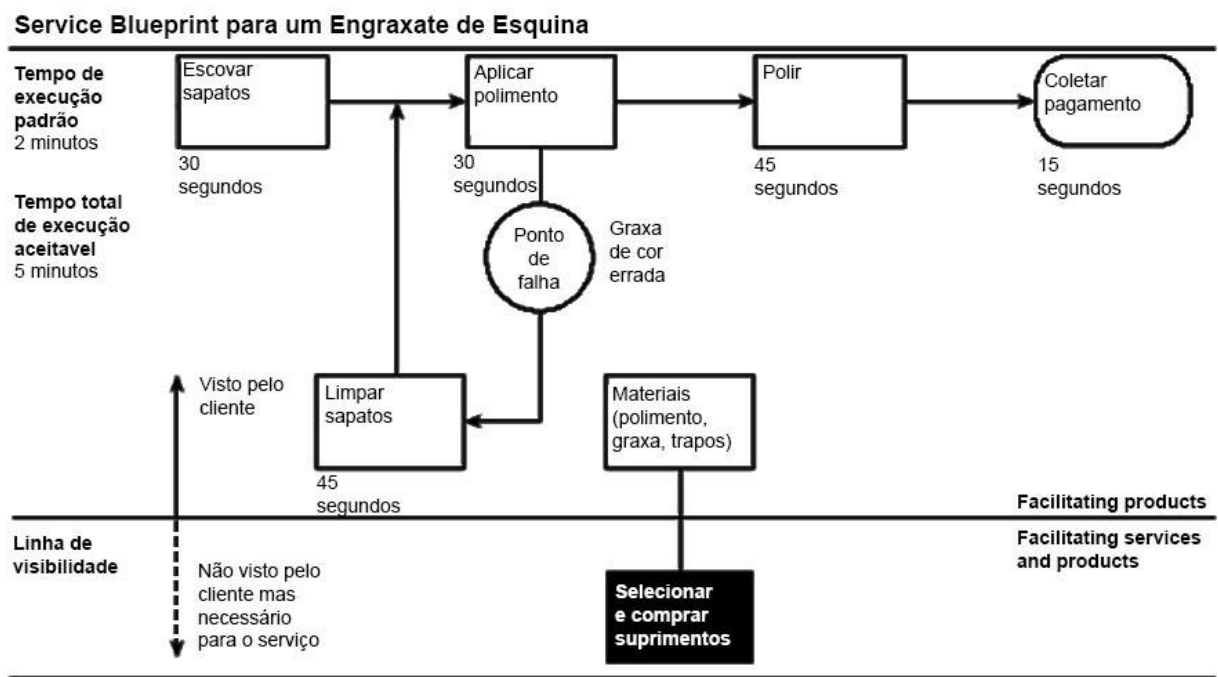 Service Blueprint para um Engraxate de Esquina
Tempo de
execução
padrão
2 minutos
Tempo total
de execução
aceitavel
5 minutos
Escovar
sapatos
30
segundos
Aplicar
polimento
30
segundos
Polir
45
segundos
Coletar
pagamento
15
segundos
Ponto
de
falha
Graxa
de cor
errada
Visto pelo
cliente
Limpar
sapatos
45
segundos
Materiais
(polimento,
graxa, trapos)
Facilitating products
Linha de
visibilidade
Facilitating services
and products
Não visto pelo
cliente mas
necessário
para o serviço
Selecionar
e comprar
suprimentos